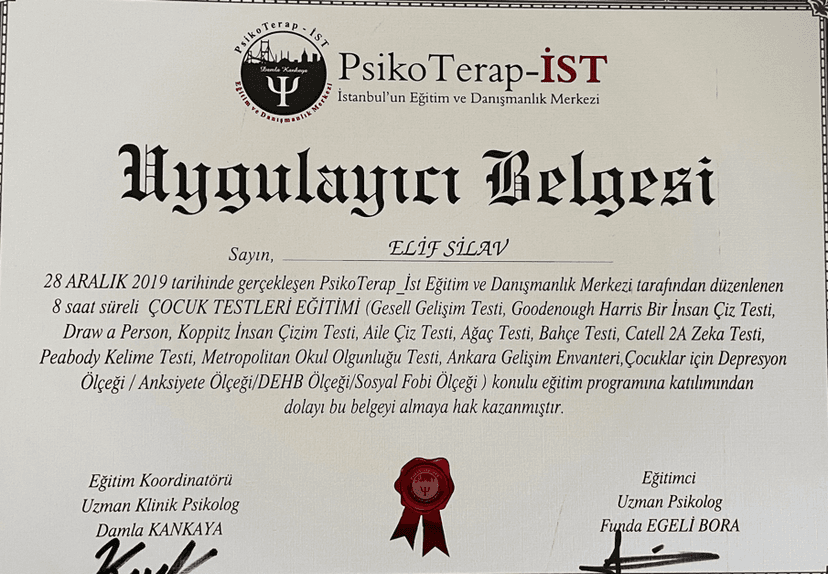 PsikoTerap - İST
Damla Kankaya
Eğitim ve Danışmanlık Merkezi
PsikoTerap-İST
İstanbul'un Eğitim ve Danışmanlık Merkezi
Uygulayıcı Belgesi
Sayın, ELİF SİLAV
28 ARALIK 2019 tarihinde gerçekleşen PsikoTerap_İst Eğitim ve Danışmanlık Merkezi tarafından düzenlenen
8 saat süreli ÇOCUK TESTLERİ EĞİTİMİ (Gesell Gelişim Testi, Goodenough Harris Bir İnsan Çiz Testi,
Draw a Person, Koppitz İnsan Çizim Testi, Aile Çiz Testi, Ağaç Testi, Bahçe Testi, Catell 2A Zeka Testi,
Peabody Kelime Testi, Metropolitan Okul Olgunluğu Testi, Ankara Gelişim Envanteri,Çocuklar için Depresyon
Ölçeği / Anksiyete Ölçeği/DEHB Ölçeği/Sosyal Fobi Ölçeği ) konulu eğitim programına katılımından
dolayı bu belgeyi almaya hak kazanmıştır.
Eğitim Koordinatörü
Uzman Klinik Psikolog
Damla KANKAYA
Eğitimci
Uzman Psikolog
Funda EGELİ BORA